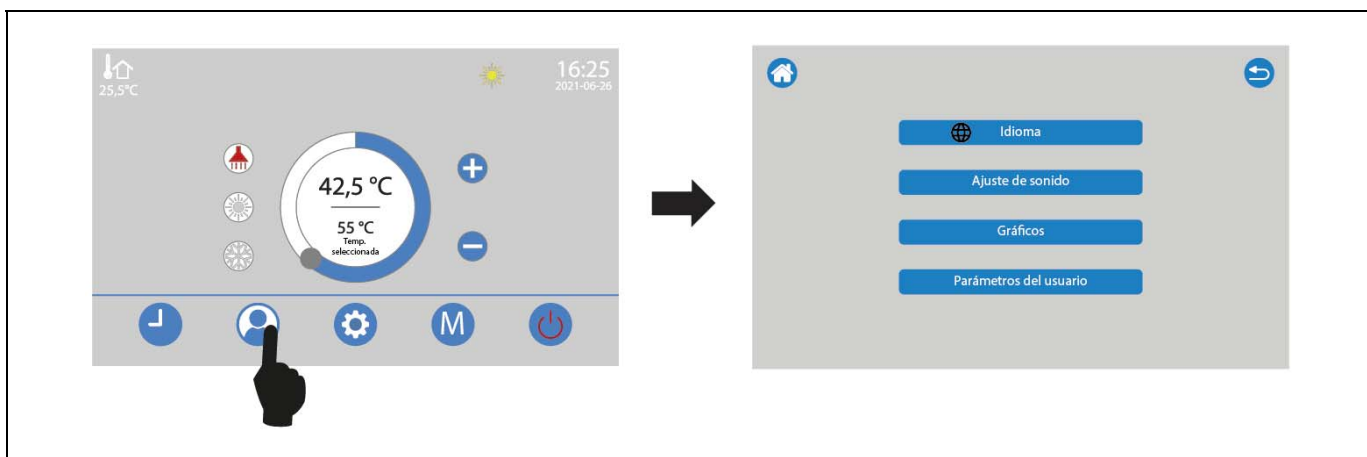 25,5°C
16:25
2021-06-26
42,5 °C
55 °C
Temp.
seleccionada
M
Idioma
Ajuste de sonido
Gráficos
Parámetros del usuario